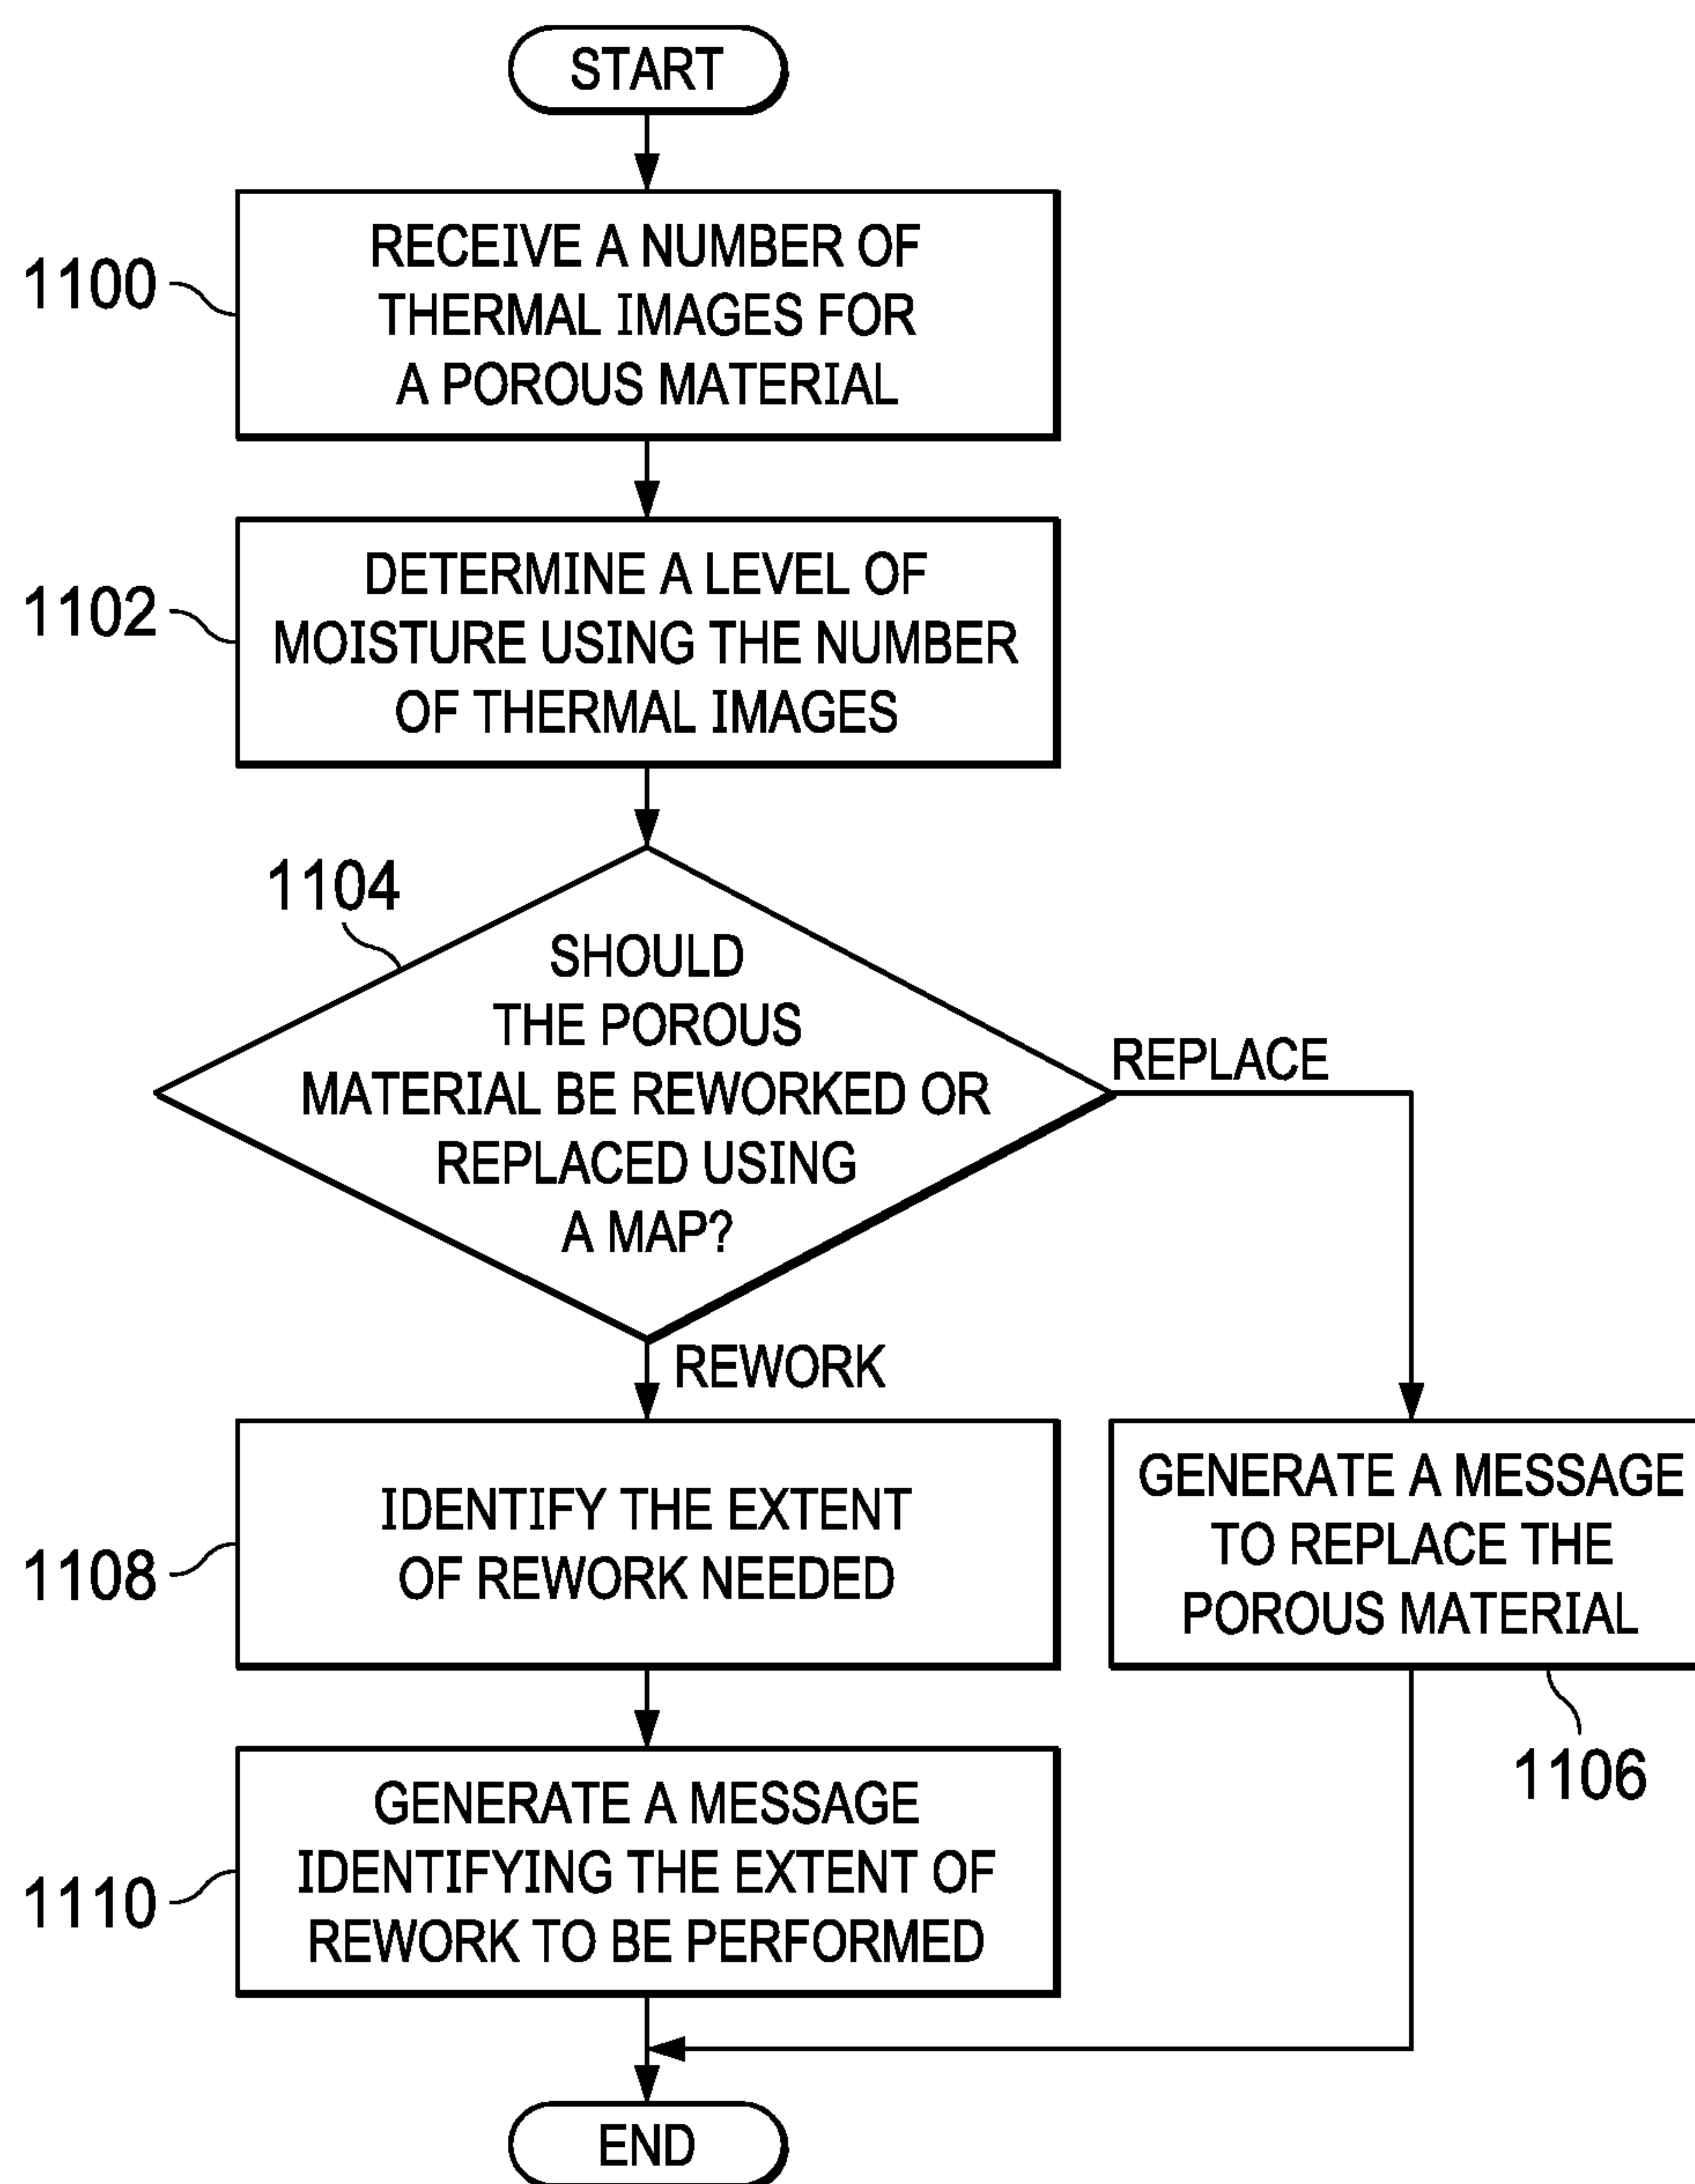 START
1100
RECEIVE A NUMBER OF
THERMAL IMAGES FOR
A POROUS MATERIAL
1102
DETERMINE A LEVEL OF
MOISTURE USING THE NUMBER
OF THERMAL IMAGES
1104
SHOULD
THE POROUS
MATERIAL BE REWORKED OR
REPLACED USING
A MAP?
REPLACE
REWORK
1108
IDENTIFY THE EXTENT
OF REWORK NEEDED
GENERATE A MESSAGE
TO REPLACE THE
POROUS MATERIAL
1106
1110
GENERATE A MESSAGE
IDENTIFYING THE EXTENT OF
REWORK TO BE PERFORMED
END